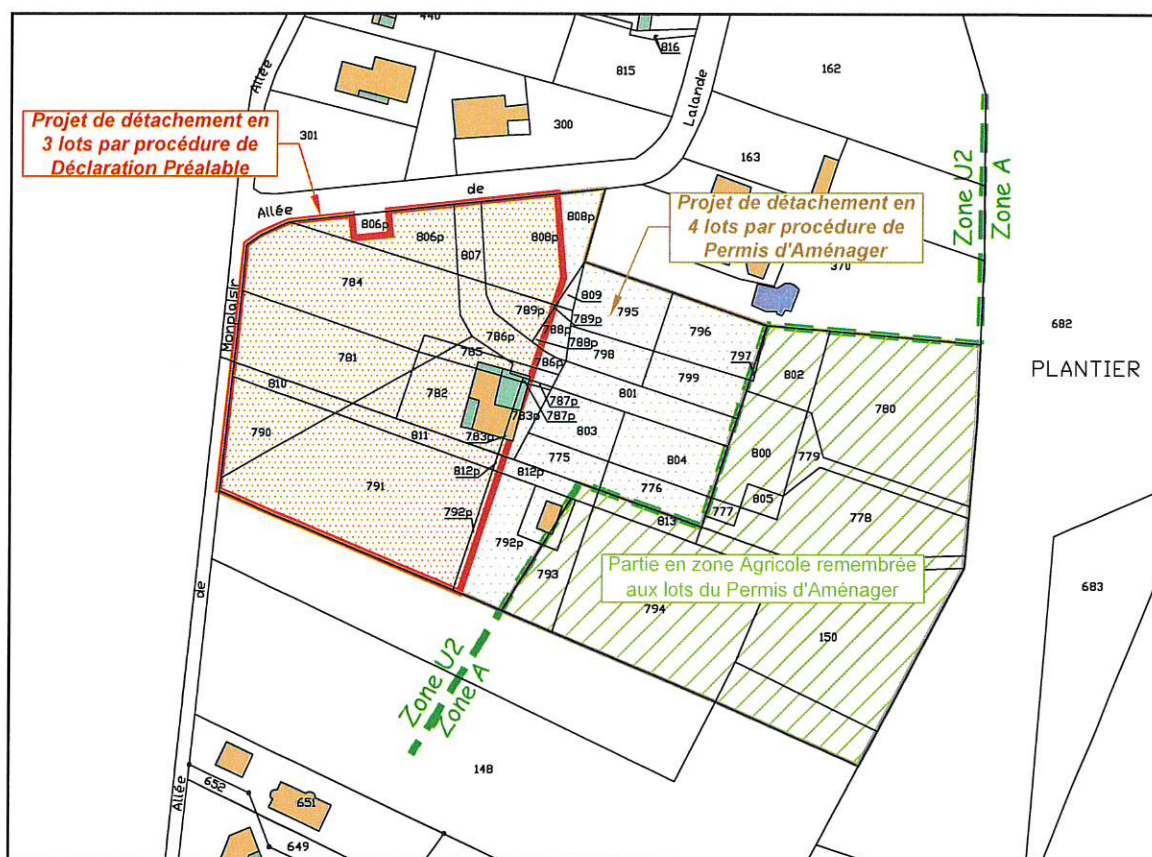 440
816
815
162
Allée
Lalande
301
300
163
Projet de détachement en
3 lots par procédure de
Déclaration Préalable
Zone U2
Zone A
de
Allée
Projet de détachement en
4 lots par procédure de
Permis d'Aménager
806p
806p
807
808p
808p
370
784
809
789p
789p
795
796
682
PLANTIER
Monplaisir
788p
788p
786p
786p
798
799
797
802
780
781
785
782
783p
783p
787p
787p
801
810
811
803
804
800
779
790
791
812p
812p
775
776
777
805
778
792p
792p
813
793
794
Partie en zone Agricole remembrée
aux lots du Permis d'Aménager
150
683
de
Zone U2
Zone A
148
Allée
652
651
649